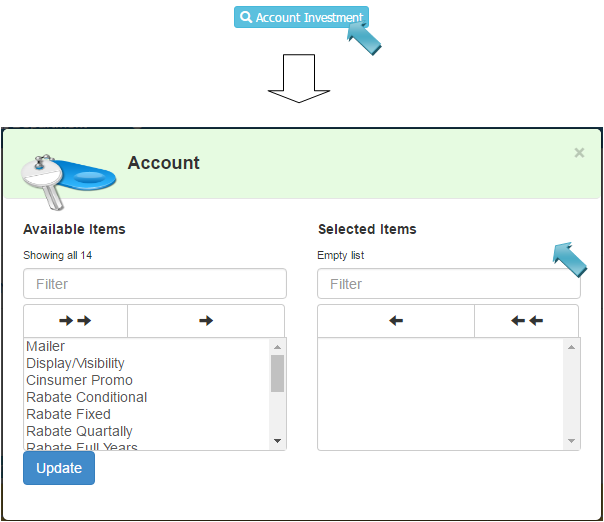 Account Investment
Account
×
Available Items
Selected Items
Showing all 14
Empty list
Filter
Filter
Mailer
Display/Visibility
Cinsumer Promo
Rabate Conditional
Rabate Fixed
Rabate Quartally
Rabate Full Years
Update